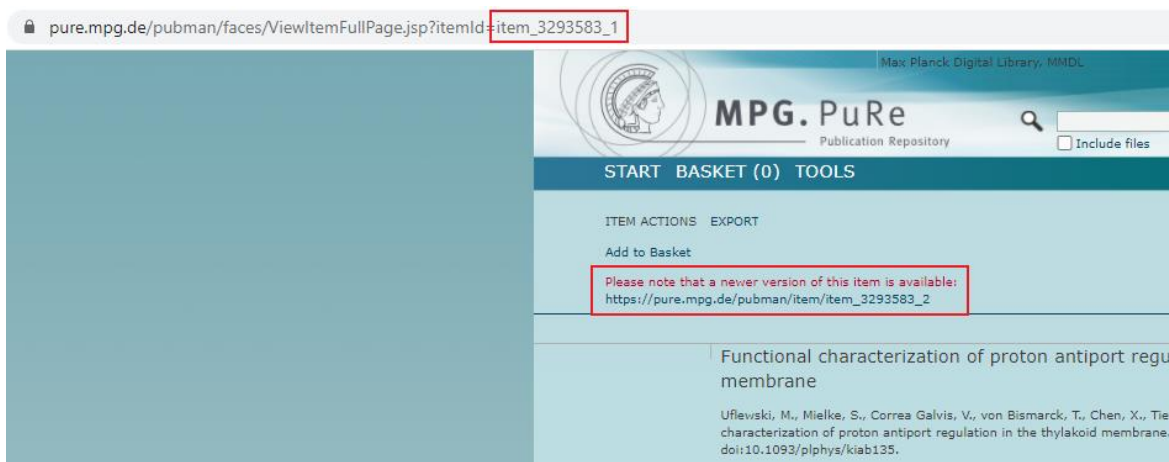 pure.mpg.de/pubman/faces/ViewItemFullPage.jsp?itemId=item_3293583_1
Max Planck Digital Library, MMDL
MPG. PuRe
Publication Repository
Include files
START BASKET (0) TOOLS
ITEM ACTIONS EXPORT
Add to Basket
Please note that a newer version of this item is available:
https://pure.mpg.de/pubman/item/item_3293583_2
Functional characterization of proton antiport regu
membrane
Uflewski, M., Mielke, S., Correa Galvis, V., von Bismarck, T., Chen, X., Tie
characterization of proton antiport regulation in the thylakoid membrane.
doi:10.1093/plphys/kiab135.